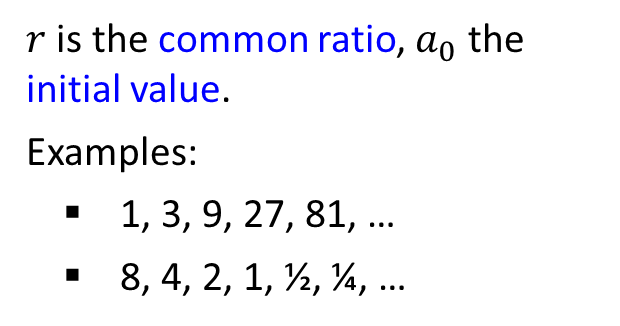 r is the common ratio, a₀ the
initial value.
Examples:
▪ 1, 3, 9, 27, 81, ...
▪ 8, 4, 2, 1, ½, ¼, ...